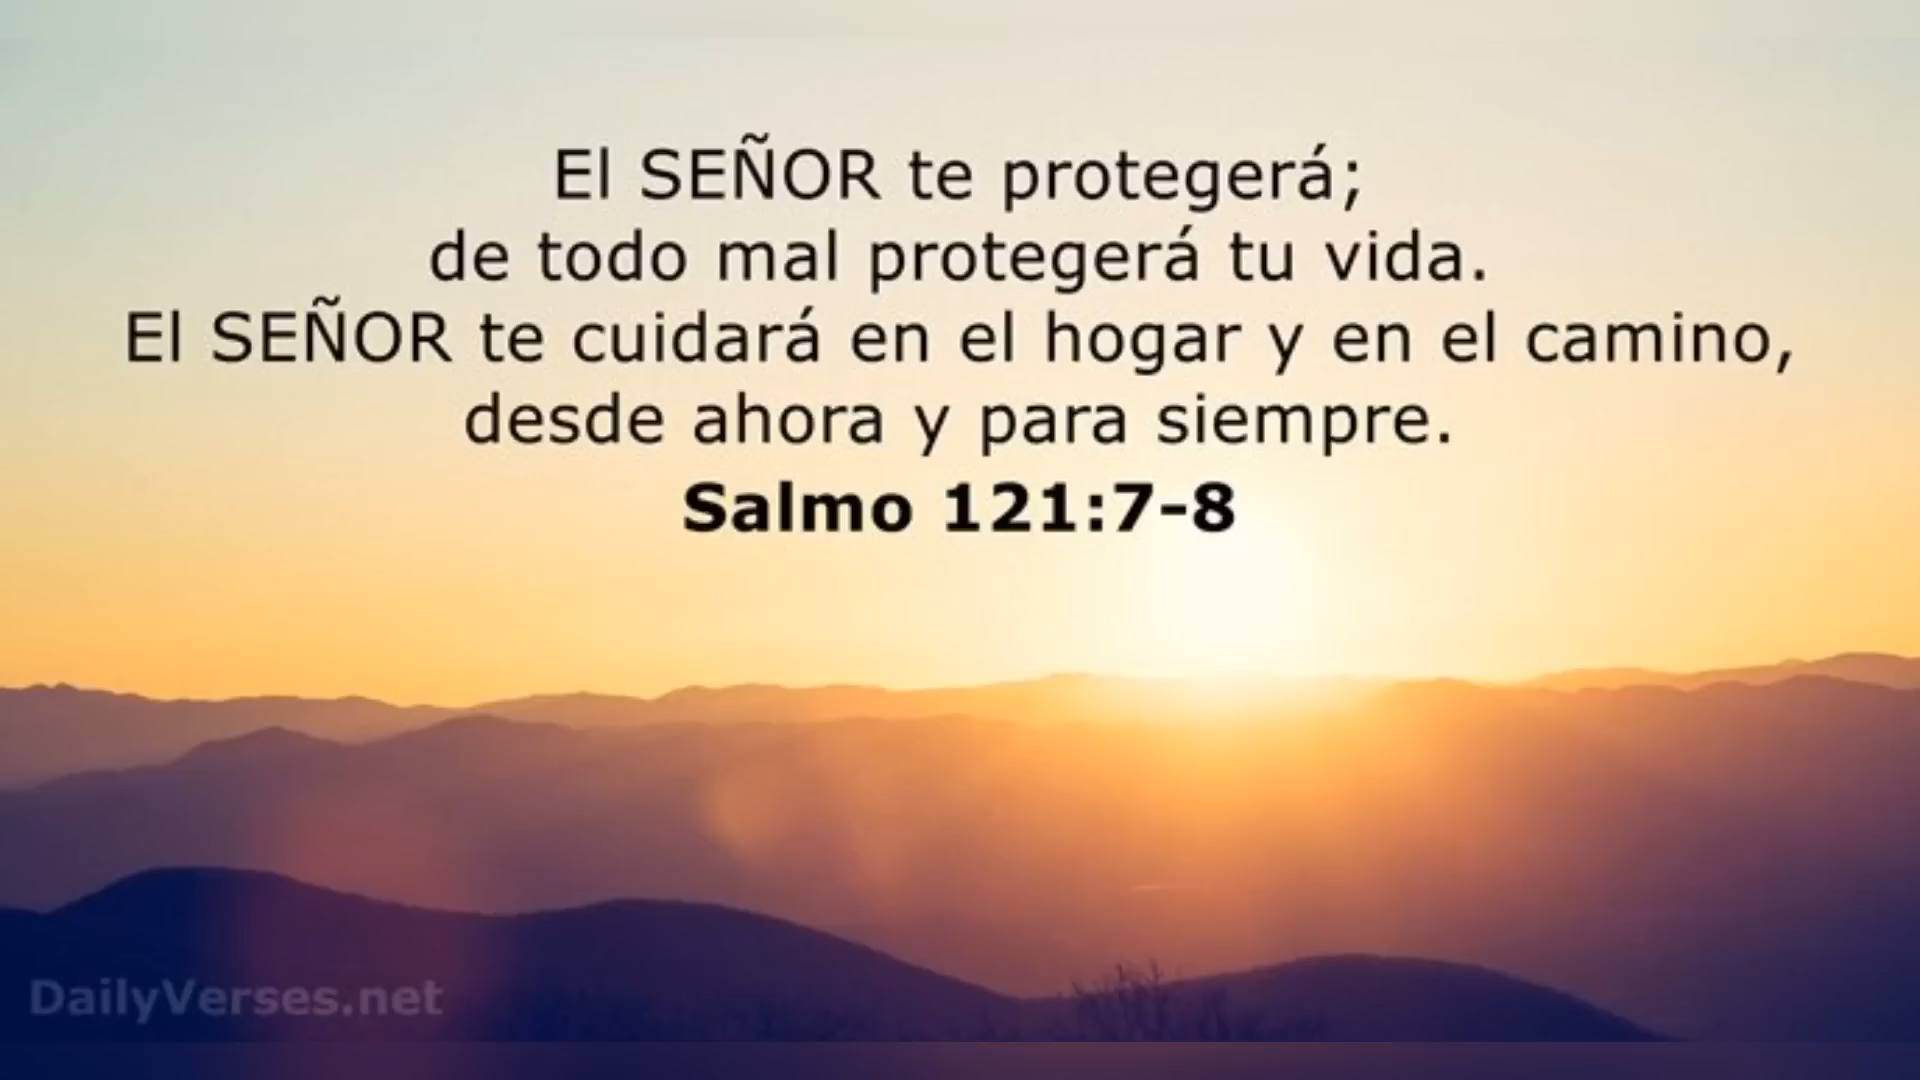 El SEÑOR te protegerá;
de todo mal protegerá tu vida.
El SEÑOR te cuidará en el hogar y en el camino,
desde ahora y para siempre.
Salmo 121:7-8
DailyVerses.net